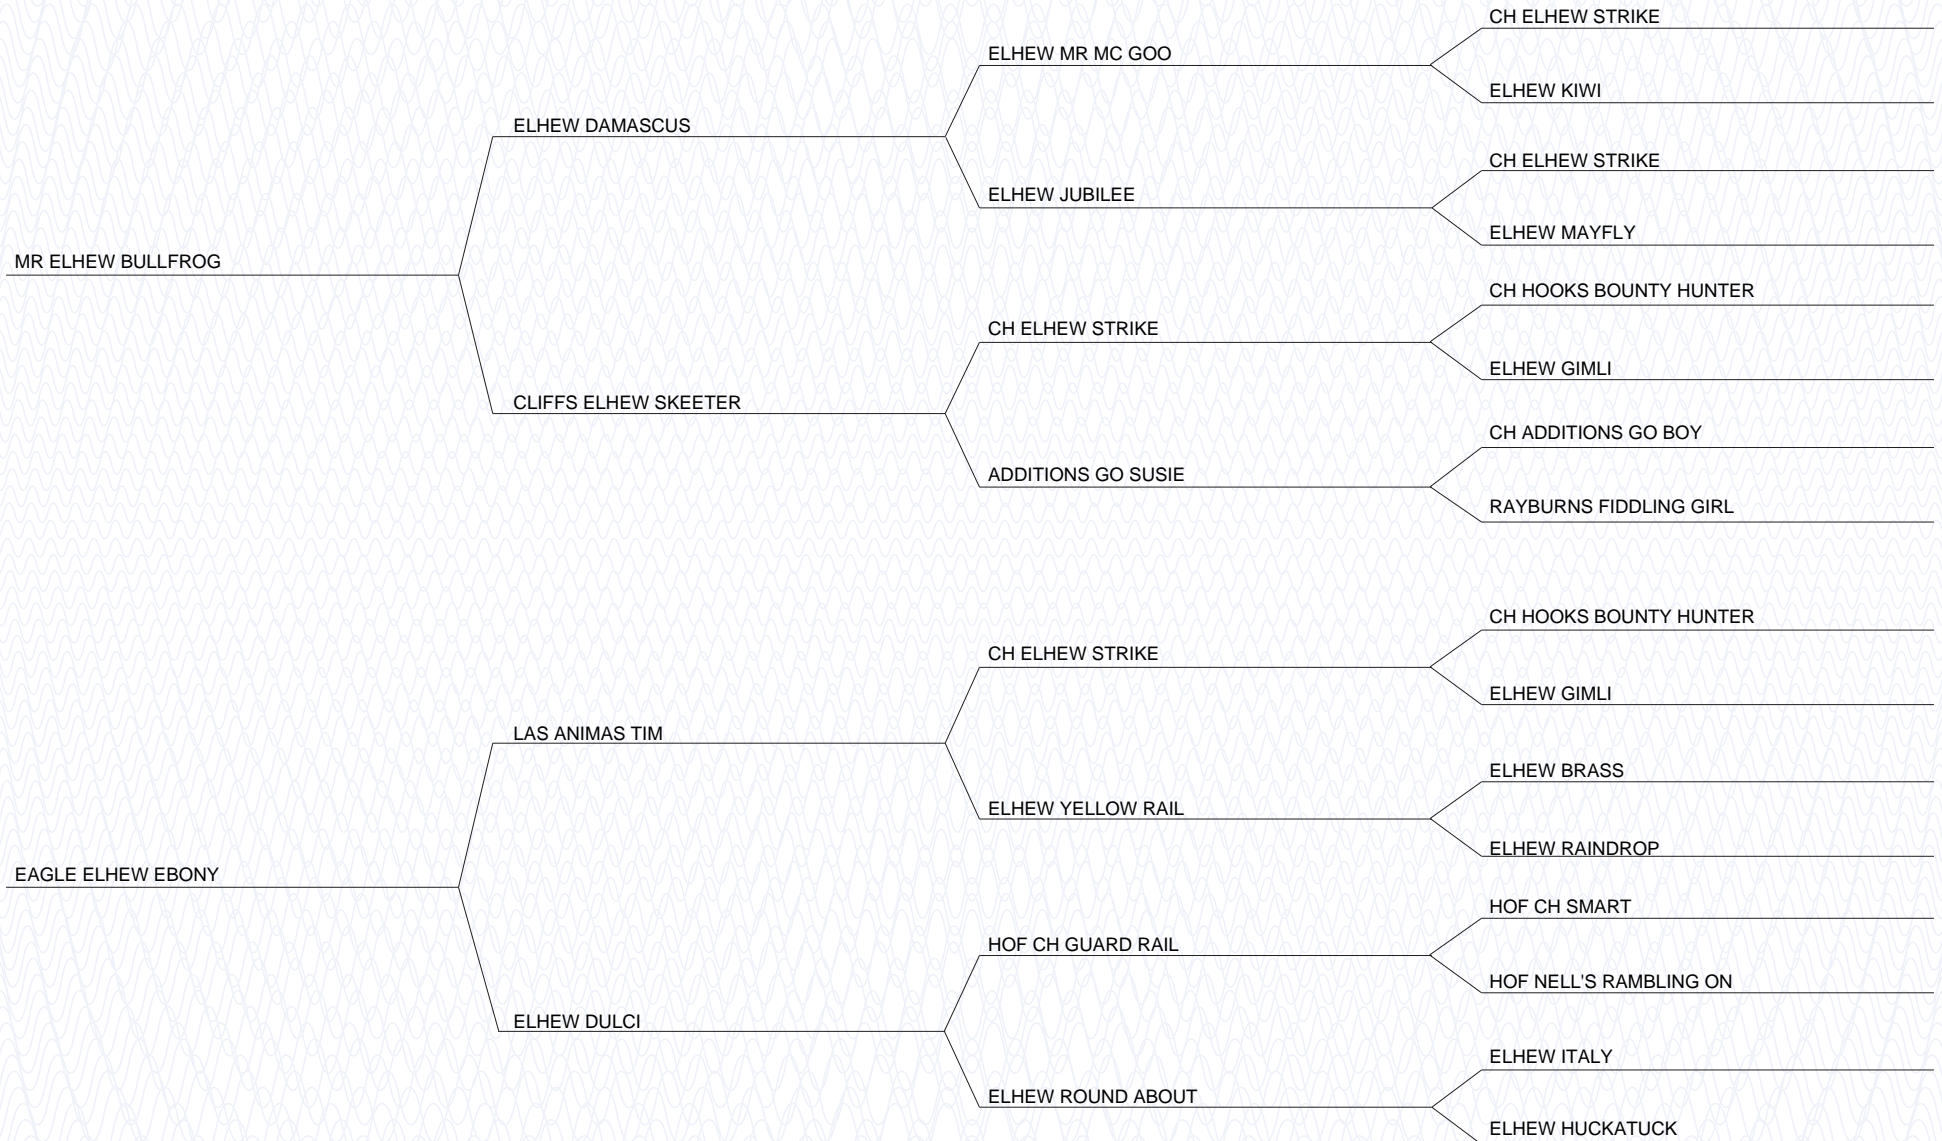 CH ELHEW STRIKE
ELHEW MR MC GOO
ELHEW KIWI
ELHEW DAMASCUS
CH ELHEW STRIKE
ELHEW JUBILEE
ELHEW MAYFLY
MR ELHEW BULLFROG
CH HOOKS BOUNTY HUNTER
CH ELHEW STRIKE
ELHEW GIMLI
CLIFFS ELHEW SKEETER
CH ADDITIONS GO BOY
ADDITIONS GO SUSIE
RAYBURNS FIDDLING GIRL
CH HOOKS BOUNTY HUNTER
CH ELHEW STRIKE
ELHEW GIMLI
LAS ANIMAS TIM
ELHEW BRASS
ELHEW YELLOW RAIL
ELHEW RAINDROP
EAGLE ELHEW EBONY
HOF CH SMART
HOF CH GUARD RAIL
HOF NELL'S RAMBLING ON
ELHEW DULCI
ELHEW ITALY
ELHEW ROUND ABOUT
ELHEW HUCKATUCK